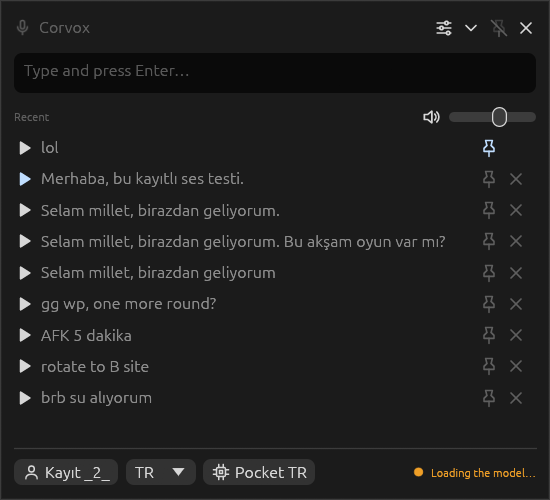 Corvox
Type and press Enter...
Recent
lol
Merhaba, bu kayıtlı ses testi.
Selam millet, birazdan geliyorum.
Selam millet, birazdan geliyorum. Bu akşam oyun var mı?
Selam millet, birazdan geliyorum
gg wp, one more round?
AFK 5 dakika
rotate to B site
brb su alıyorum
Kayıt _2_ TR Pocket TR Loading the model...